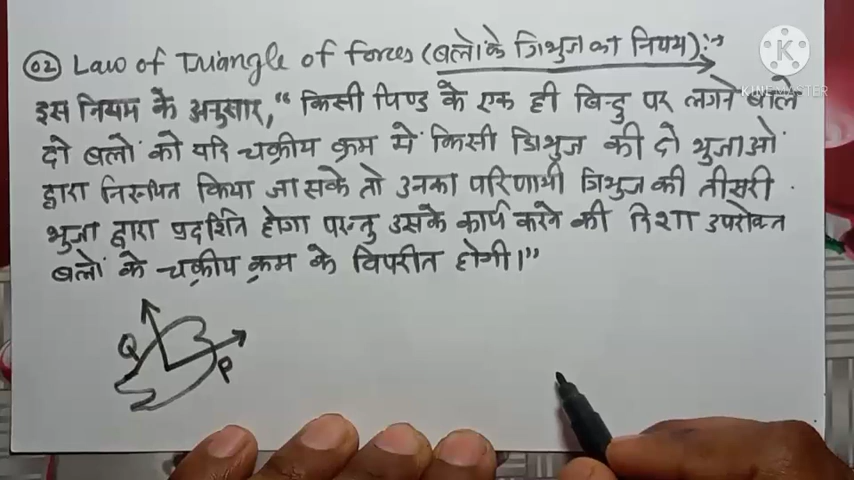 02 Law of Triangle of forces (बलों के त्रिभुज का नियम) :→
इस नियम के अनुसार, “ किसी पिण्ड के एक ही बिन्दु पर लगने वाले
दो बलों को यदि चक्रीय क्रम में किसी त्रिभुज की दो भुजाओं
द्वारा निरूपित किया जा सके तो उनका परिणामी त्रिभुज की तीसरी
भुजा द्वारा प्रदर्शित होगा परन्तु उसके कार्य करने की दिशा उपरोक्त
बलों के चक्रीय क्रम के विपरीत होगी।”
Q
P
K
KINEMASTER